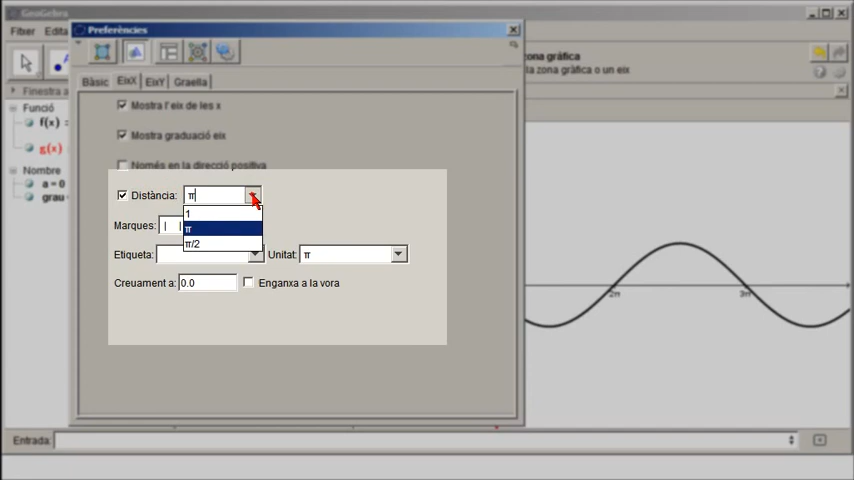 GeoGebra
Preferències
Fitxer Edita
zona gràfica
la zona gràfica o un eix
Bàsic EixX EixY Graella
Finestra a
Funció
f(x) =
g(x)
Nombre
a = 0
grau =
Mostra l'eix de les x
Mostra graduació eix
Només en la direcció positiva
Distància: π
1
π
π/2
Marques: | |
Etiqueta: Unitat: π
Creuament a: 0.0 Enganxa a la vora
2π 3π
Entrada: